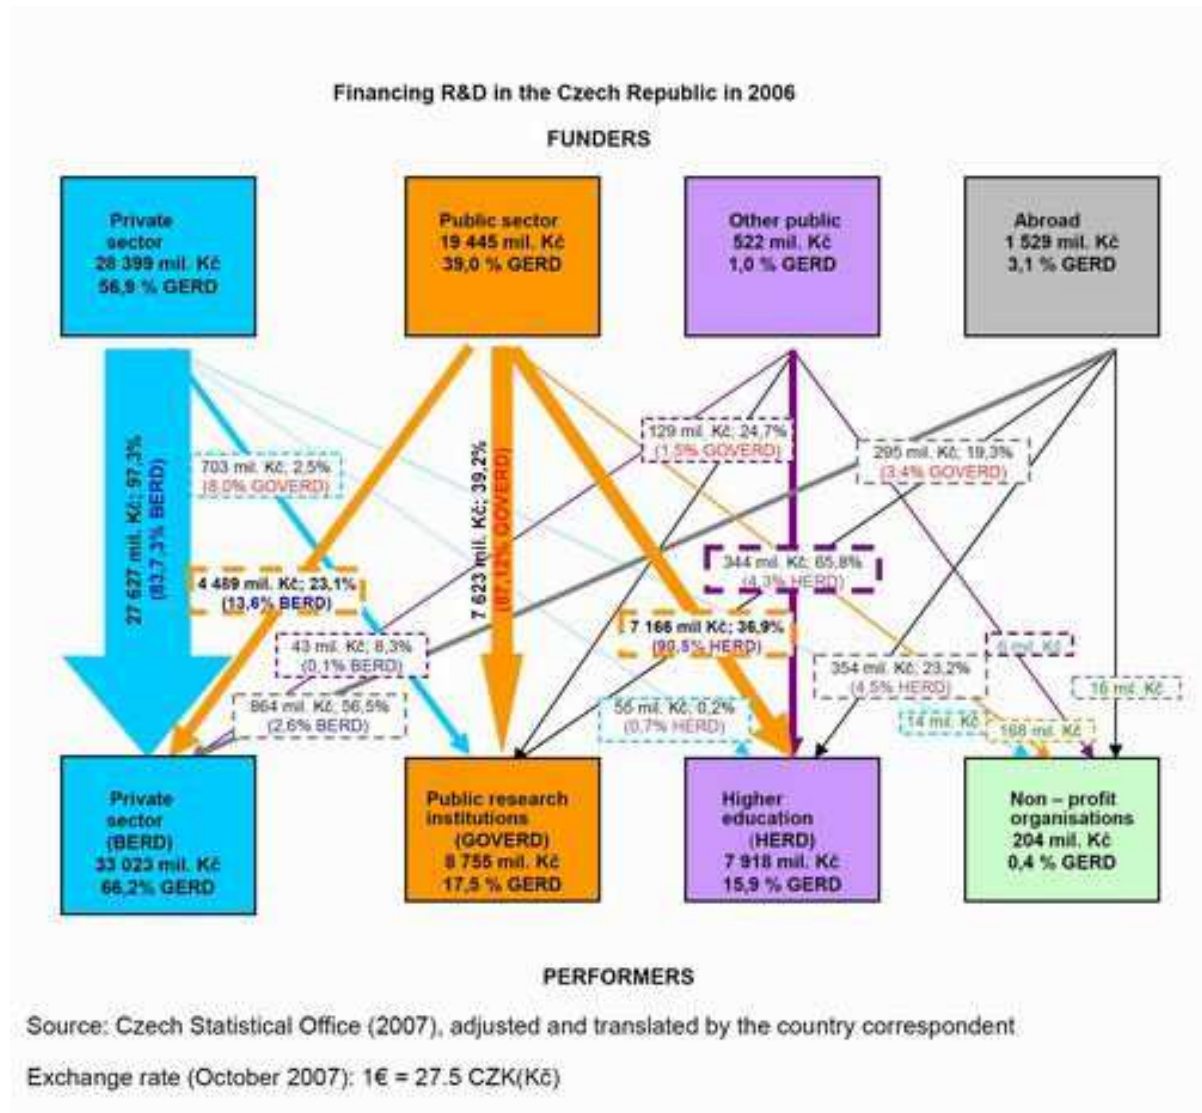 Financing R&D in the Czech Republic in 2006
FUNDERS
Private
sector
28 399 mil. Kč
56,9 % GERD
Public sector
19 445 mil. Kč
39,0 % GERD
Other public
522 mil. Kč
1,0 % GERD
Abroad
1 529 mil. Kč
3,1 % GERD
27 627 mil. Kč; 97,3%
(83,7,3% BERD)
703 mil. Kč; 2,5%
(8,0% GOVERD)
7 623 mil. Kč; 39,2%
(87,12% GOVERD)
129 mil. Kč; 24,7%
(1,5% GOVERD)
295 mil. Kč; 19,3%
(3,4% GOVERD)
4 489 mil. Kč; 23,1%
(13,6% BERD)
344 mil. Kč; 65,8%
(4,3% HERD)
43 mil. Kč; 8,3%
(0,1% BERD)
7 166 mil Kč; 36,9%
(90,5% HERD)
6 mil. Kč
354 mil. Kč; 23,2%
(4,5% HERD)
16 mil. Kč
864 mil. Kč; 56,5%
(2,6% BERD)
55 mil. Kč; 0,2%
(0,7% HERD)
14 mil. Kč
168 mil. Kč
Private
sector
(BERD)
33 023 mil. Kč
66,2% GERD
Public research
institutions
(GOVERD)
8 755 mil. Kč
17,5 % GERD
Higher
education
(HERD)
7 918 mil. Kč
15,9 % GERD
Non – profit
organisations
204 mil. Kč
0,4 % GERD
PERFORMERS
Source: Czech Statistical Office (2007), adjusted and translated by the country correspondent
Exchange rate (October 2007): 1€ = 27.5 CZK(Kč)